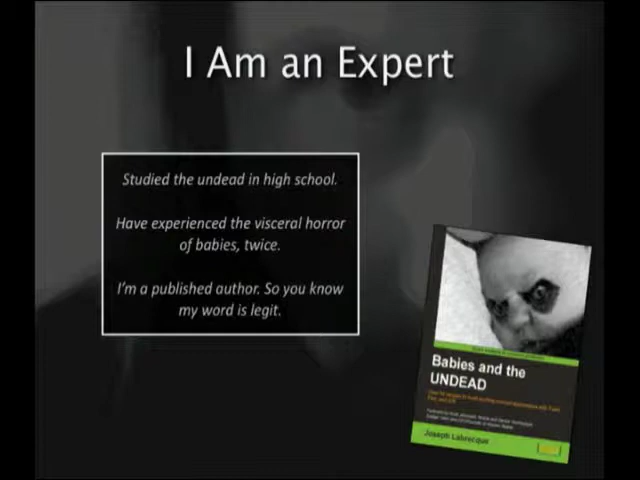 I Am an Expert
Studied the undead in high school.
Have experienced the visceral horror
of babies, twice.
I'm a published author. So you know
my word is legit.
Babies and the
UNDEAD
Joseph Labrecque